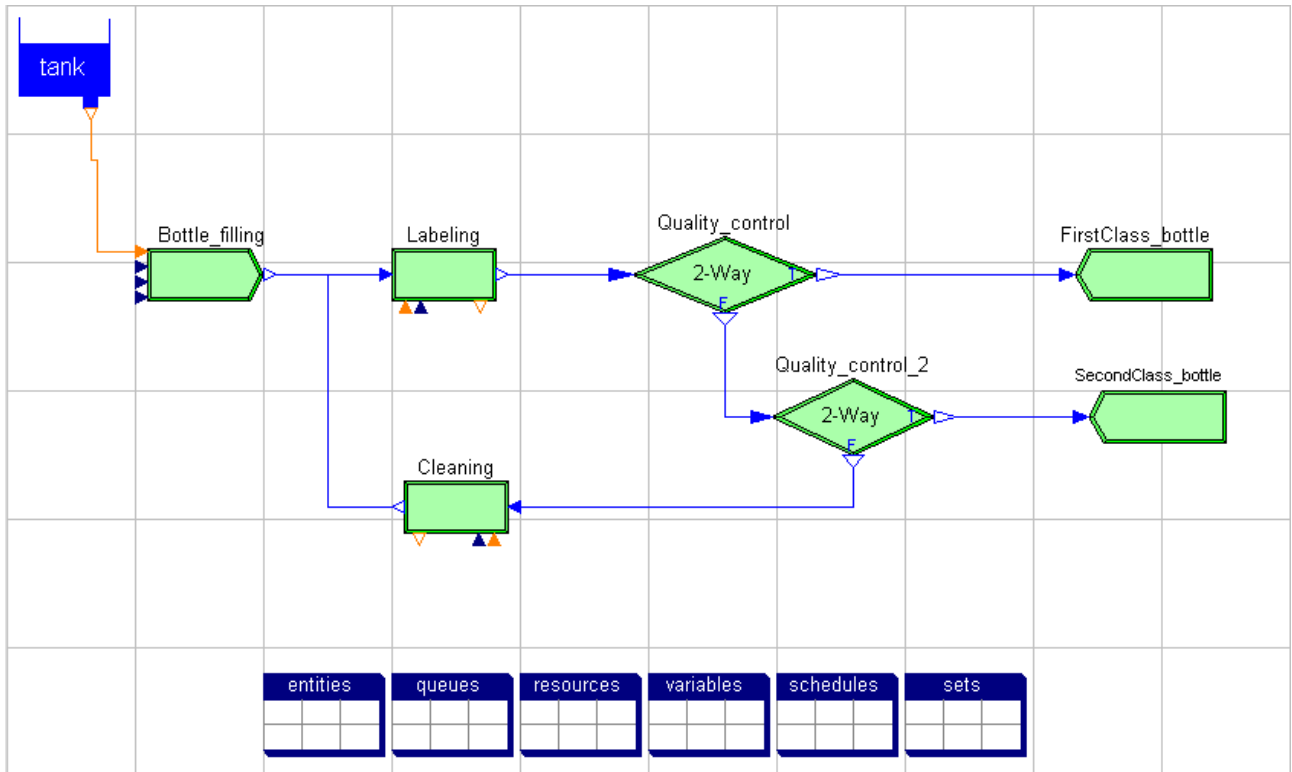 tank
Bottle_filling
Labeling
Quality_control
2-Way
T
F
FirstClass_bottle
Quality_control_2
2-Way
T
F
SecondClass_bottle
Cleaning
entities
queues
resources
variables
schedules
sets